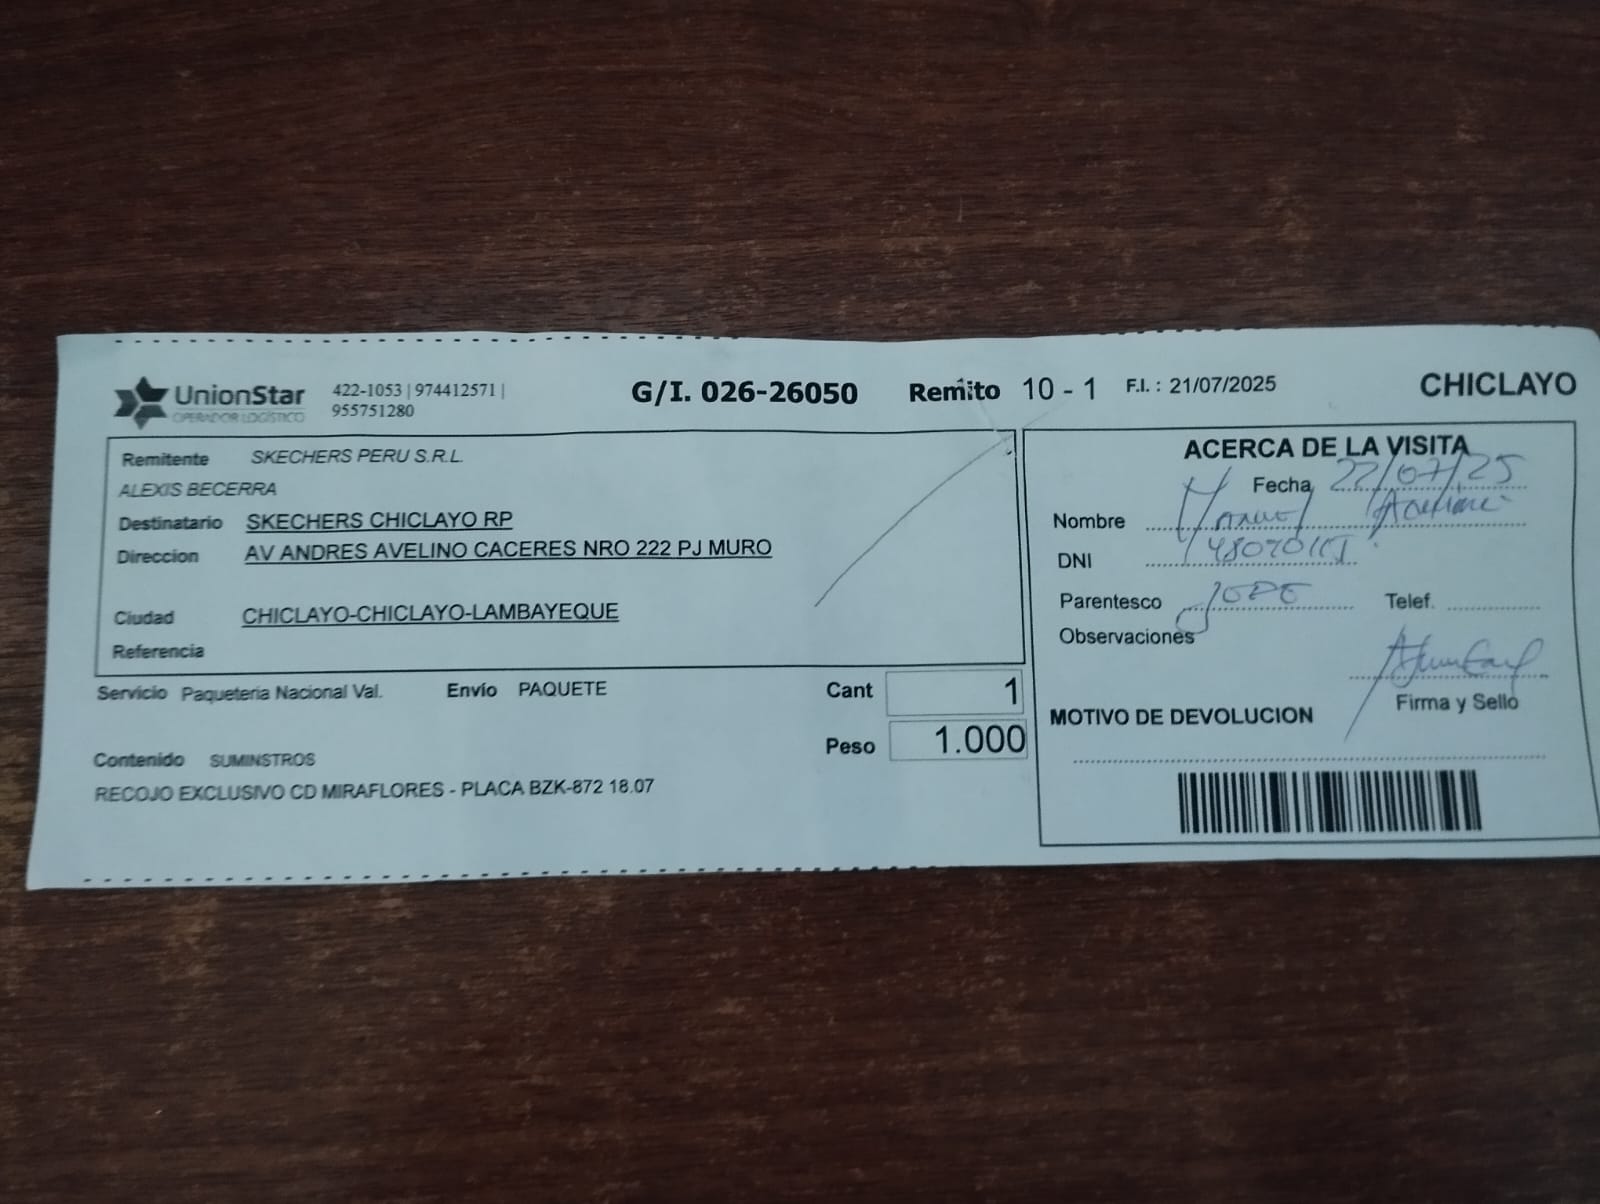 UnionStar
OPERADOR LOGÍSTICO
422-1053 | 974412571 |
955751280
G/I. 026-26050
Remito 10 - 1
F.I. : 21/07/2025
CHICLAYO
Remitente SKECHERS PERU S.R.L.
ALEXIS BECERRA
Destinatario SKECHERS CHICLAYO RP
Direccion AV ANDRES AVELINO CACERES NRO 222 PJ MURO
Ciudad CHICLAYO-CHICLAYO-LAMBAYEQUE
Referencia
Servicio Paqueteria Nacional Val. Envío PAQUETE
Cant 1
Peso 1.000
Contenido SUMINSTROS
RECOJO EXCLUSIVO CD MIRAFLORES - PLACA BZK-872 18.07
ACERCA DE LA VISITA
Fecha 22/07/25
Nombre
DNI
Parentesco
Telef.
Observaciones
Firma y Sello
MOTIVO DE DEVOLUCION